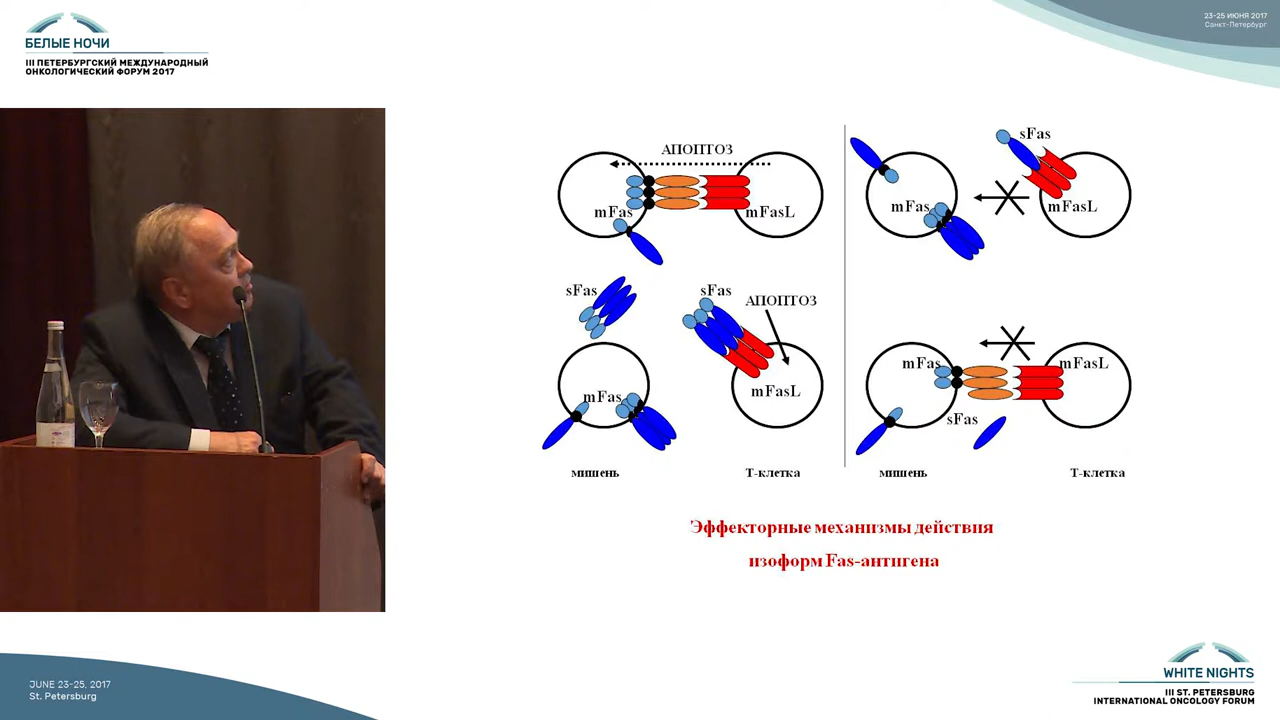 БЕЛЫЕ НОЧИ
III ПЕТЕРБУРГСКИЙ МЕЖДУНАРОДНЫЙ
ОНКОЛОГИЧЕСКИЙ ФОРУМ 2017
23-25 ИЮНЯ 2017
Санкт-Петербург
АПОПТОЗ
mFas
mFasL
sFas
mFas
mFasL
sFas
sFas
АПОПТОЗ
mFas
mFasL
mFas
mFasL
sFas
мишень
Т-клетка
мишень
Т-клетка
Эффекторные механизмы действия
изоформ Fas-антигена
JUNE 23-25, 2017
St. Petersburg
WHITE NIGHTS
III ST. PETERSBURG
INTERNATIONAL ONCOLOGY FORUM